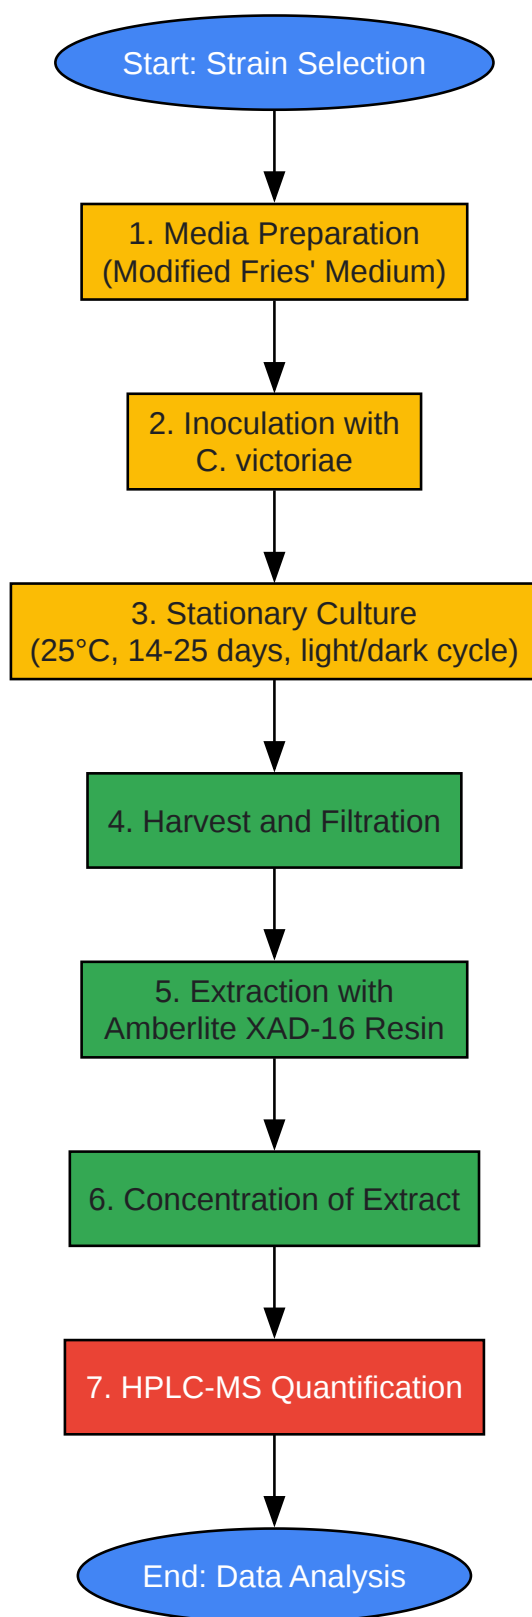 Start: Strain Selection
1. Media Preparation
(Modified Fries' Medium)
2. Inoculation with
C. victoriae
3. Stationary Culture
(25°C, 14-25 days, light/dark cycle)
4. Harvest and Filtration
5. Extraction with
Amberlite XAD-16 Resin
6. Concentration of Extract
7. HPLC-MS Quantification
End: Data Analysis